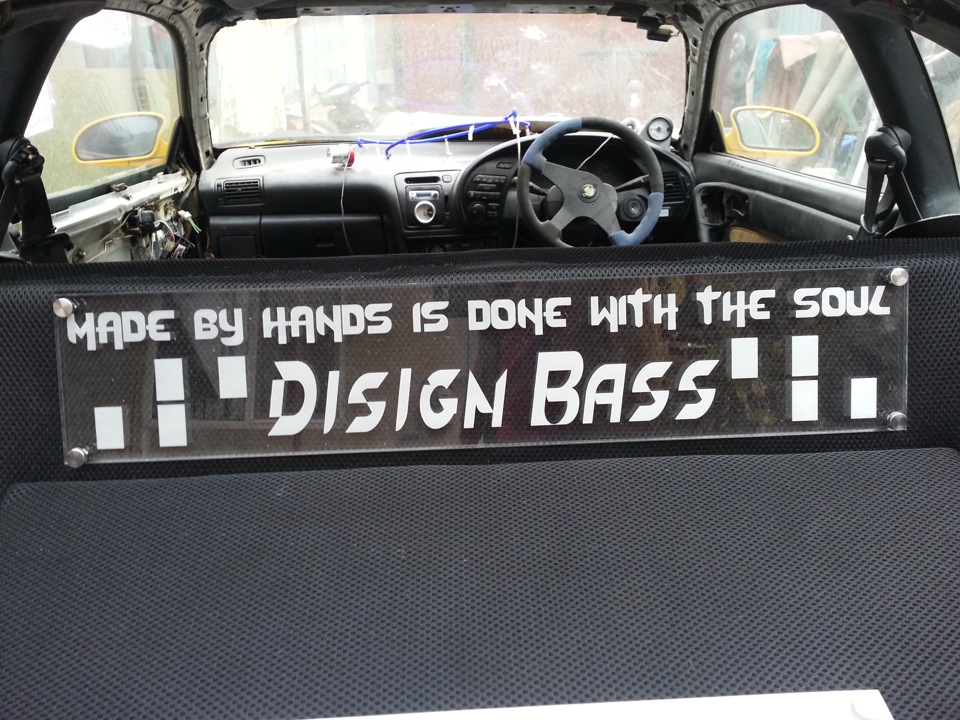 MADE BY HANDS IS DONE WITH THE SOUL
DISIGN BASS